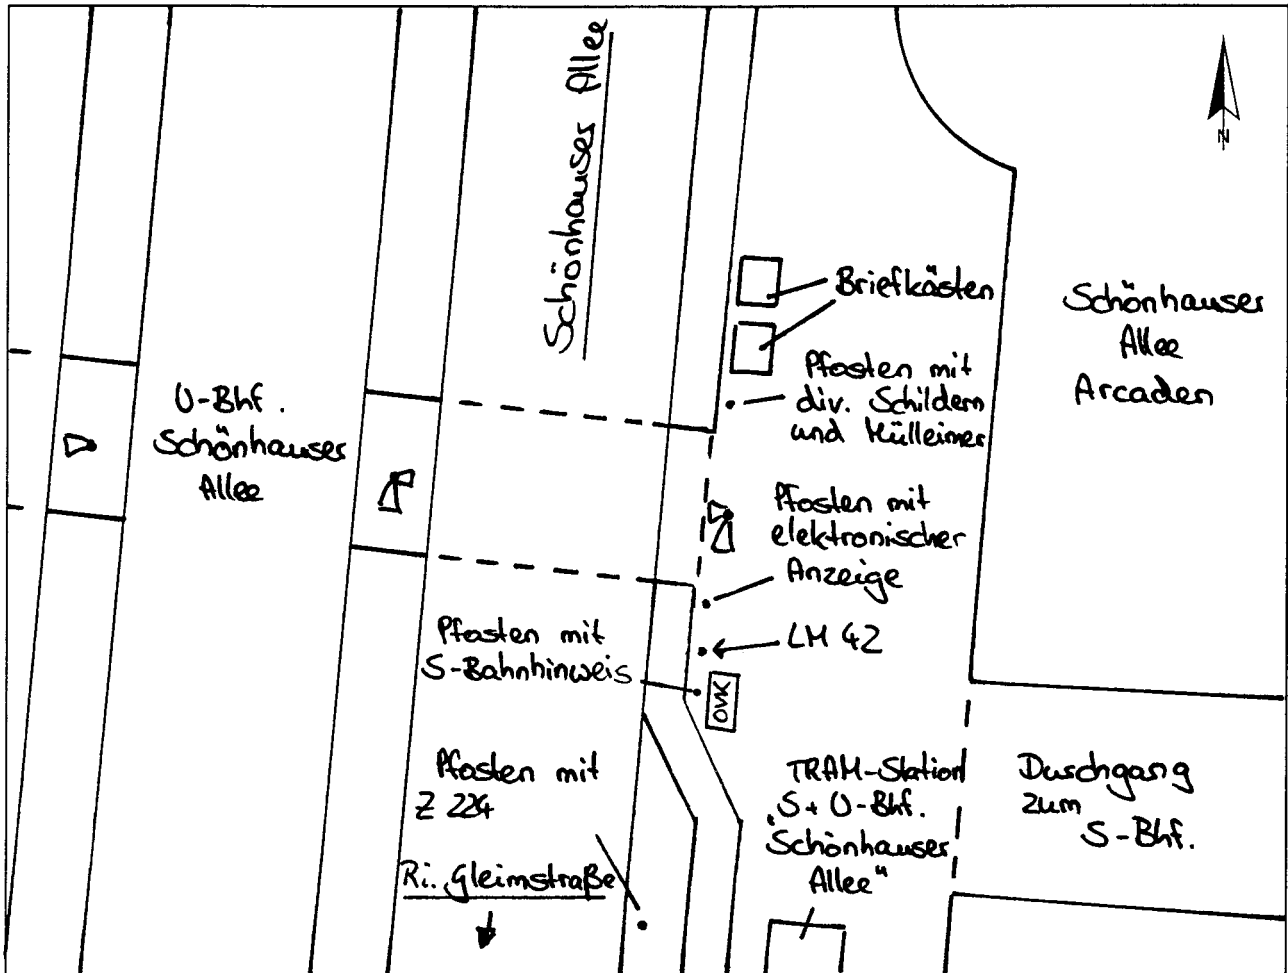 Schönhauser Allee
N
Briefkästen
Schönhauser
Allee
Arcaden
Pfosten mit
div. Schildern
und Mülleimer
U-Bhf.
Schönhauser
Allee
Pfosten mit
elektronischer
Anzeige
Pfosten mit
S-Bahnhinweis
LM 42
OVK
Pfosten mit
Z 224
TRAM-Station
S+U-Bhf.
"Schönhauser
Allee"
Duschgang
zum
S-Bhf.
Ri. Gleimstraße